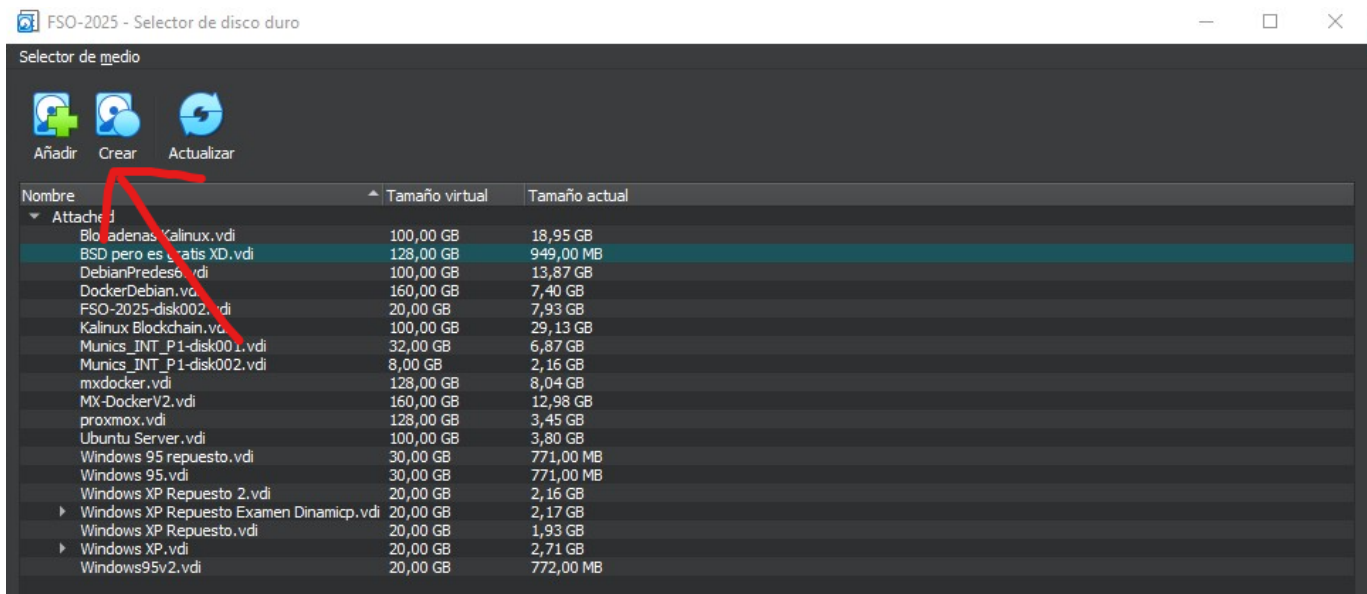 FSO-2025 - Selector de disco duro
Selector de medio
Añadir Crear Actualizar
Nombre Tamaño virtual Tamaño actual
Attached
Kalinux.vdi 100,00 GB 18,95 GB
BSD pero es gratis XD.vdi 128,00 GB 949,00 MB
DebianPredes6.vdi 100,00 GB 13,87 GB
DockerDebian.vdi 160,00 GB 7,40 GB
FSO-2025-disk002.vdi 20,00 GB 7,93 GB
Kalinux Blockchain.vdi 100,00 GB 29,13 GB
Munics_INT_P1-disk001.vdi 32,00 GB 6,87 GB
Munics_INT_P1-disk002.vdi 8,00 GB 2,16 GB
mxdocker.vdi 128,00 GB 8,04 GB
MX-DockerV2.vdi 160,00 GB 12,98 GB
proxmox.vdi 128,00 GB 3,45 GB
Ubuntu Server.vdi 100,00 GB 3,80 GB
Windows 95 repuesto.vdi 30,00 GB 771,00 MB
Windows 95.vdi 30,00 GB 771,00 MB
Windows XP Repuesto 2.vdi 20,00 GB 2,16 GB
Windows XP Repuesto Examen Dinamicp.vdi 20,00 GB 2,17 GB
Windows XP Repuesto.vdi 20,00 GB 1,93 GB
Windows XP.vdi 20,00 GB 2,71 GB
Windows95v2.vdi 20,00 GB 772,00 MB